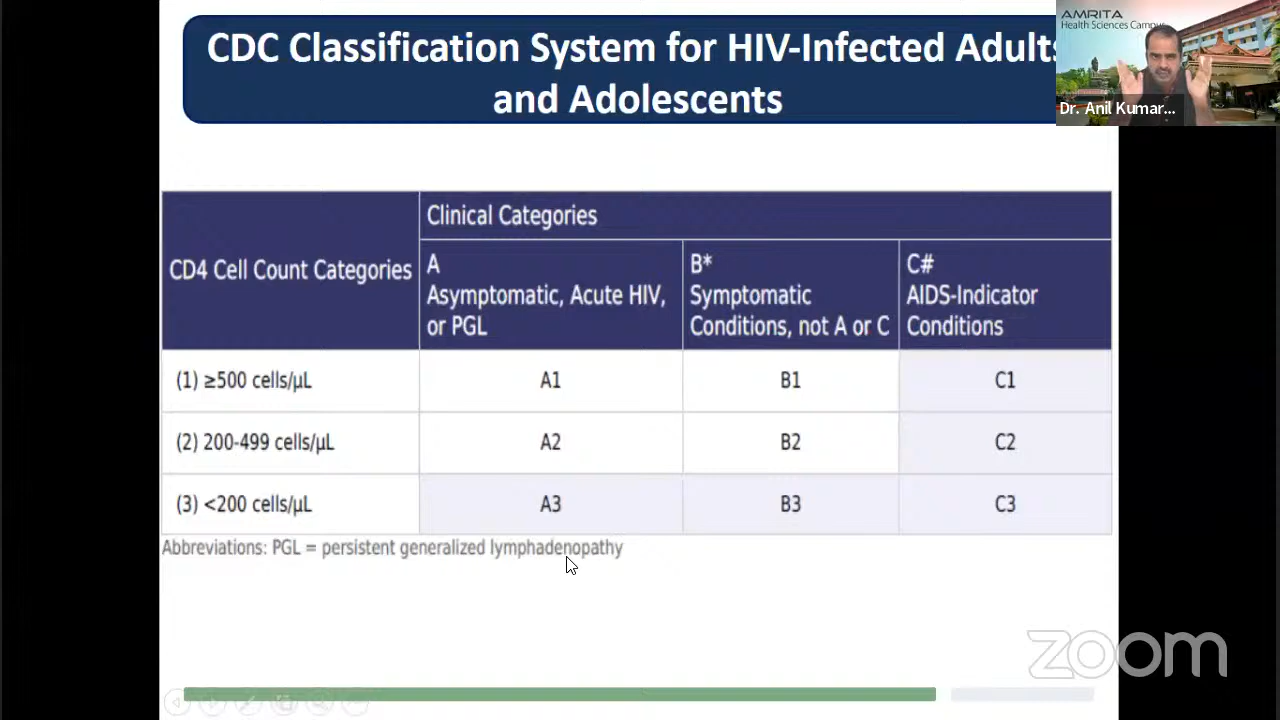 CDC Classification System for HIV-Infected Adults
and Adolescents
AMRITA
Health Sciences Campus
Dr. Anil Kumar...
CD4 Cell Count Categories
Clinical Categories
A
Asymptomatic, Acute HIV,
or PGL
B*
Symptomatic
Conditions, not A or C
C#
AIDS-Indicator
Conditions
(1) ≥500 cells/µL A1 B1 C1
(2) 200-499 cells/µL A2 B2 C2
(3) <200 cells/µL A3 B3 C3
Abbreviations: PGL = persistent generalized lymphadenopathy
zoom